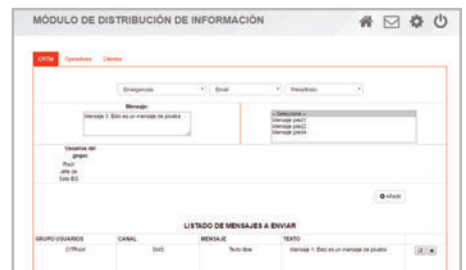 MÓDULO DE DISTRIBUCIÓN DE INFORMACIÓN
CRTM Operadores Clientes
Emergencias Email Predefinido
Mensaje:
Mensaje 3: Esto es un mensaje de prueba
- Seleccione -
Mensaje pred1
Mensaje pred2
Mensaje pred4
Usuarios del
grupo:
Raúl
Jefe de
Sala BS
Añadir
LISTADO DE MENSAJES A ENVIAR
GRUPO USUARIOS CANAL MENSAJE TEXTO
CITRAM SMS Texto libre Mensaje 1: Esto es un mensaje de prueba